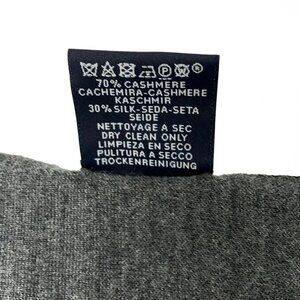 70% CASHMERE
CACHEMIRA-CASHMERE
KASCHMIR
30% SILK-SEDA-SETA
SEIDE
NETTOYAGE A SEC
DRY CLEAN ONLY
LIMPIEZA EN SECO
PULITURA A SECCO
TROCKENREINIGUNG